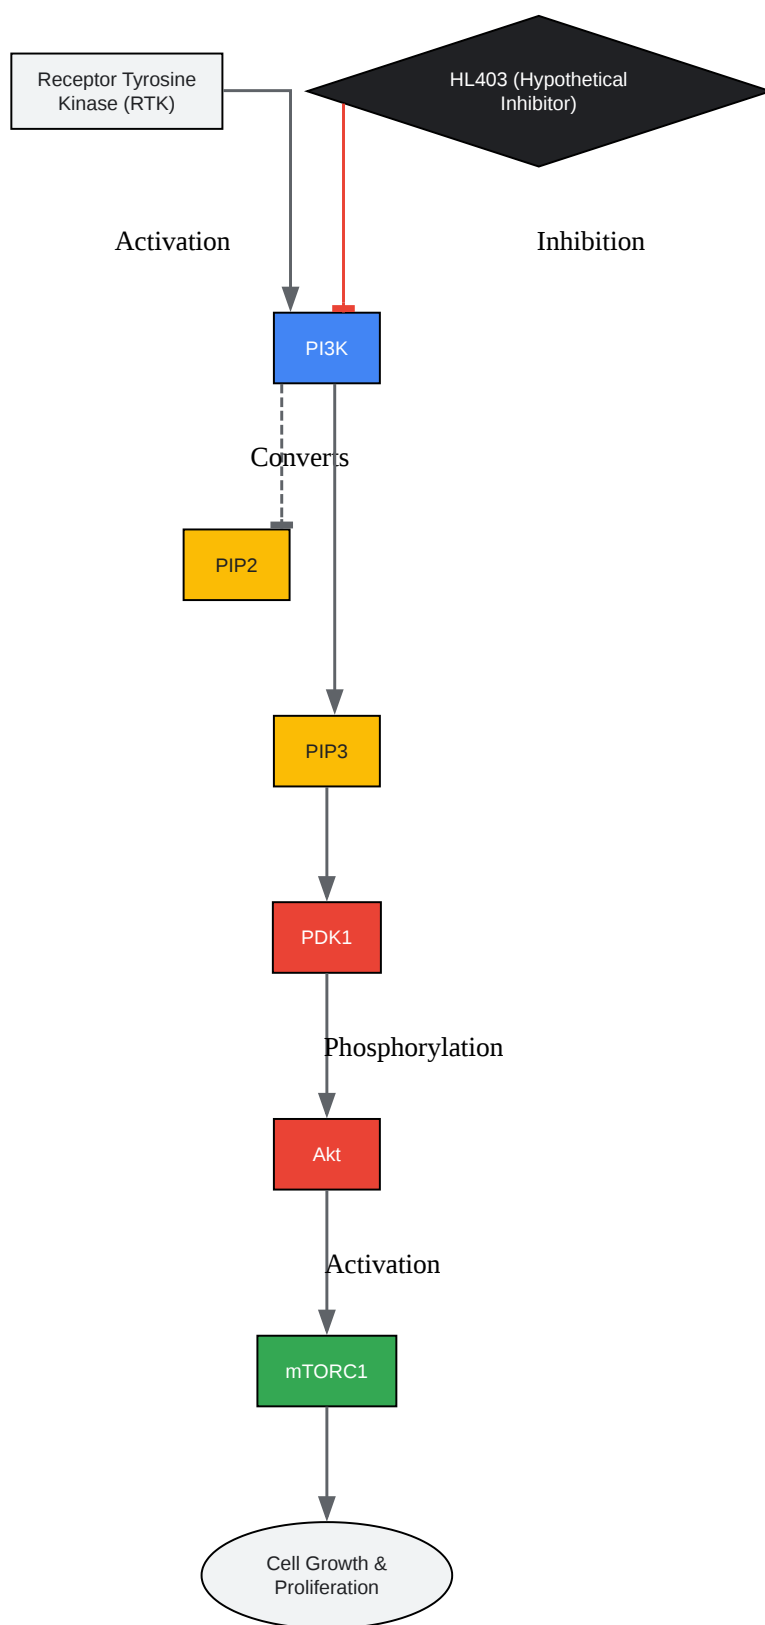 Receptor Tyrosine
Kinase (RTK)
HL403 (Hypothetical
Inhibitor)
Activation
Inhibition
PI3K
Converts
PIP2
PIP3
PDK1
Phosphorylation
Akt
Activation
mTORC1
Cell Growth &
Proliferation